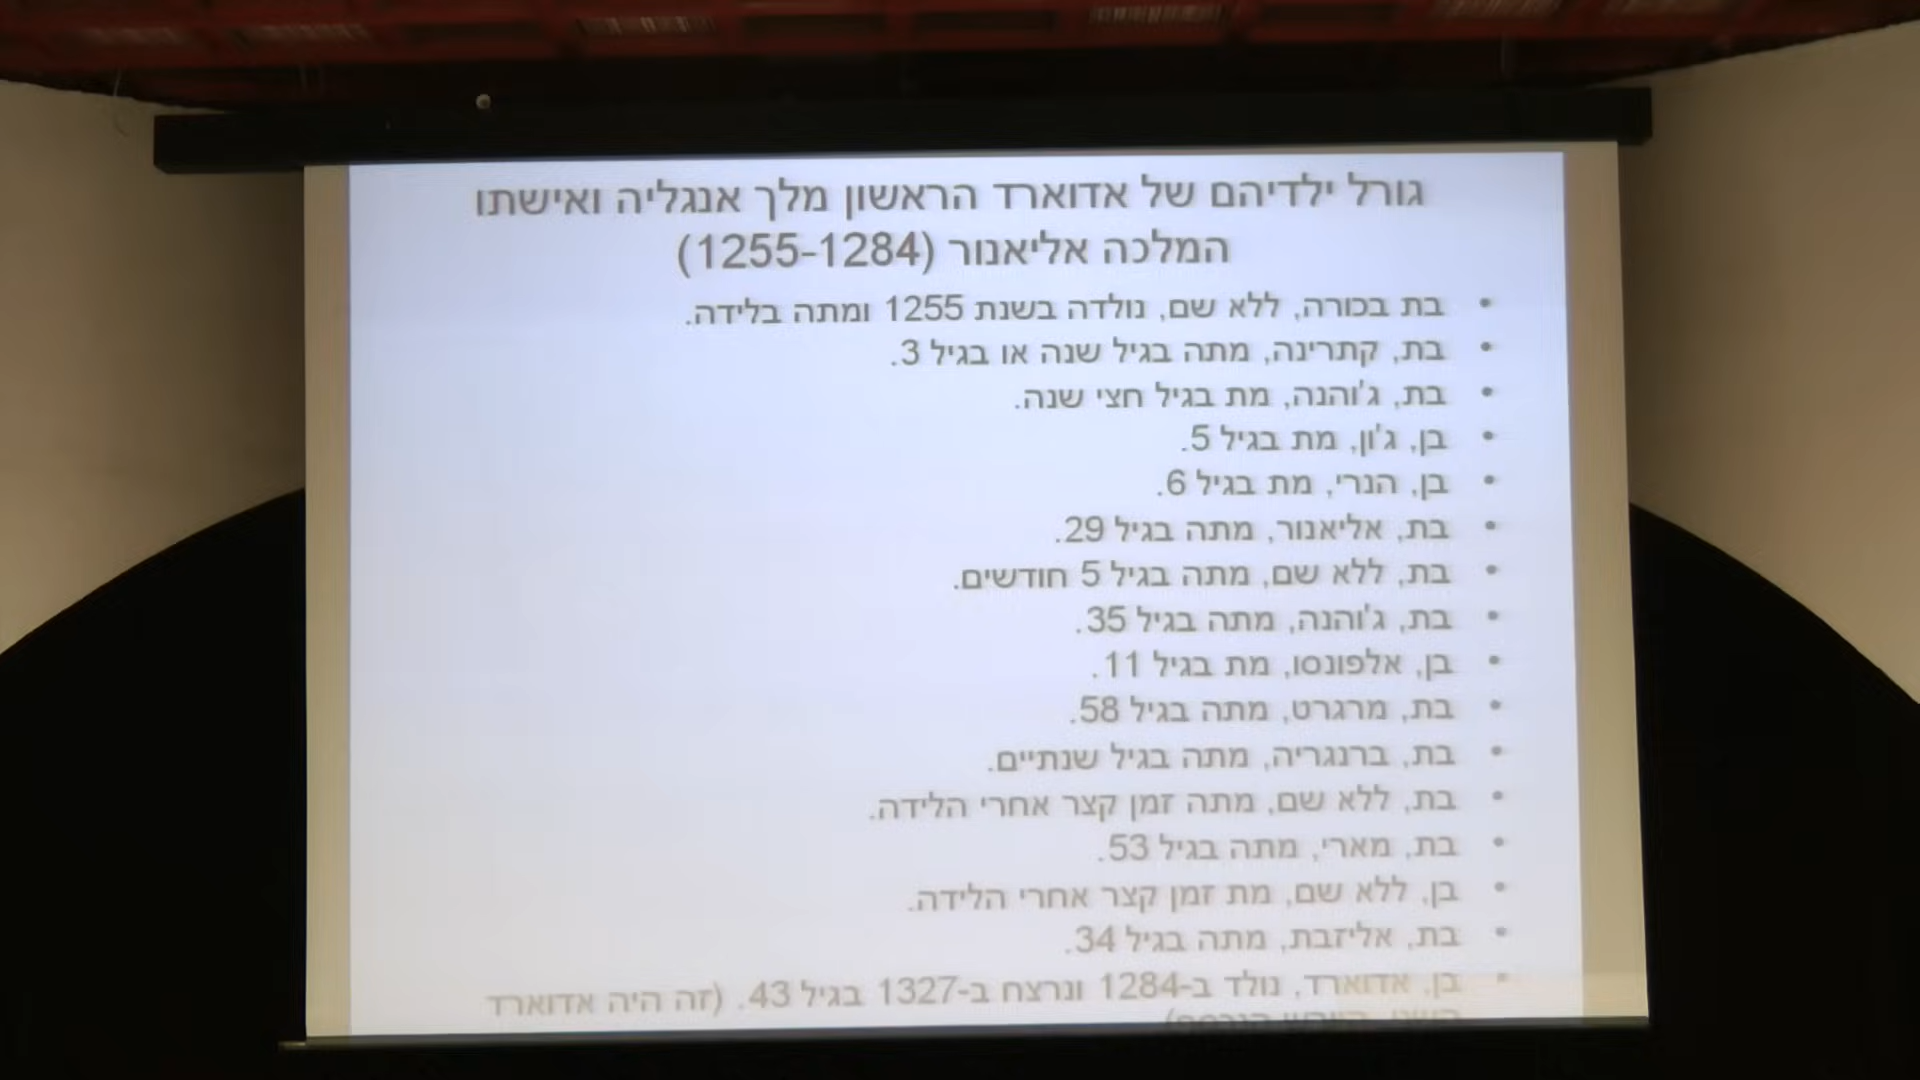 גורל ילדיהם של אדוארד הראשון מלך אנגליה ואישתו
המלכה אליאנור (1255-1284)
• בת בכורה, ללא שם, נולדה בשנת 1255 ומתה בלידה.
• בת, קתרינה, מתה בגיל שנה או בגיל 3.
• בת, ג'והנה, מת בגיל חצי שנה.
• בן, ג'ון, מת בגיל 5.
• בן, הנרי, מת בגיל 6.
• בת, אליאנור, מתה בגיל 29.
• בת, ללא שם, מתה בגיל 5 חודשים.
• בת, ג'והנה, מתה בגיל 35.
• בן, אלפונסו, מת בגיל 11.
• בת, מרגרט, מתה בגיל 58.
• בת, ברנגריה, מתה בגיל שנתיים.
• בת, ללא שם, מתה זמן קצר אחרי הלידה.
• בת, מארי, מתה בגיל 53.
• בן, ללא שם, מת זמן קצר אחרי הלידה.
• בת, אליזבת, מתה בגיל 34.
• בן, אדוארד, נולד ב-1284 ונרצח ב-1327 בגיל 43. (זה היה אדוארד